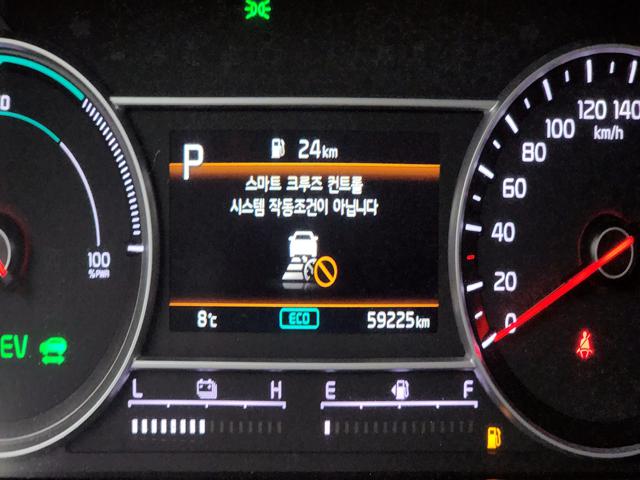 P
24km
스마트 크루즈 컨트롤
시스템 작동조건이 아닙니다
8℃
ECO
59225km
100
%PWR
EV
L
H
E
F
140
120
100
80
60
40
20
0
km/h